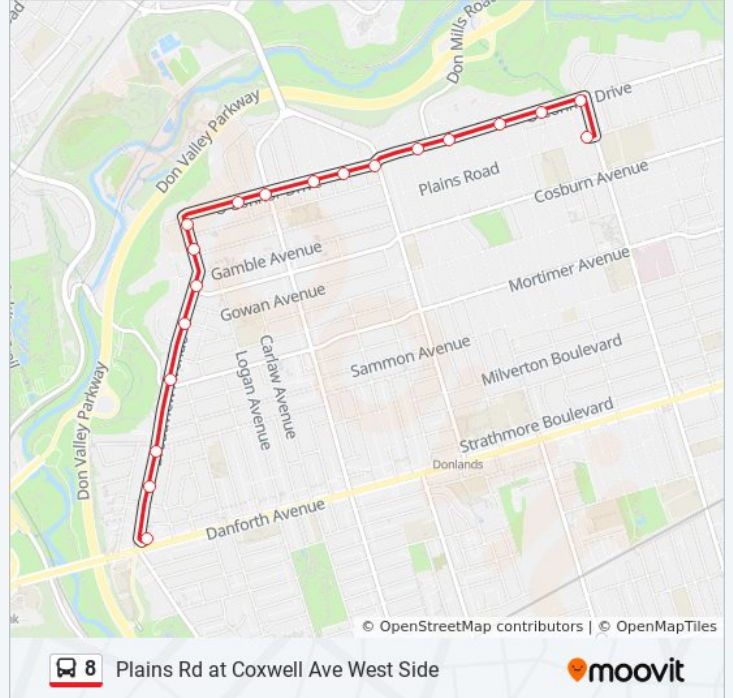 Don Mills Road
Don Valley Parkway
Drive
Plains Road
Cosburn Avenue
Gamble Avenue
Mortimer Avenue
Gowan Avenue
Carlaw Avenue
Logan Avenue
Sammon Avenue
Milverton Boulevard
Don Valley Parkway
Strathmore Boulevard
Donlands
Danforth Avenue
© OpenStreetMap contributors | © OpenMapTiles
8 Plains Rd at Coxwell Ave West Side
moovit